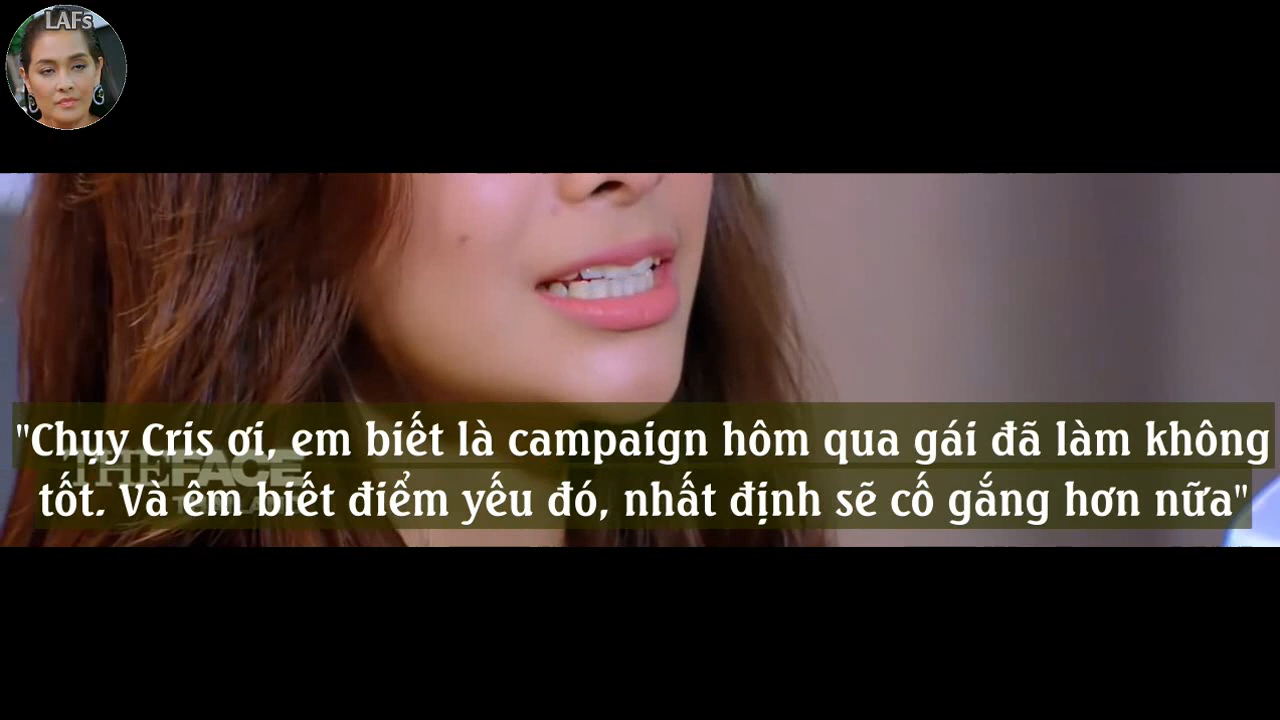 LAFs
"Chụy Cris ơi, em biết là campaign hôm qua gái đã làm không
THE FACE
tốt. Và êm biết điểm yếu đó, nhất định sẽ cố gắng hơn nữa"